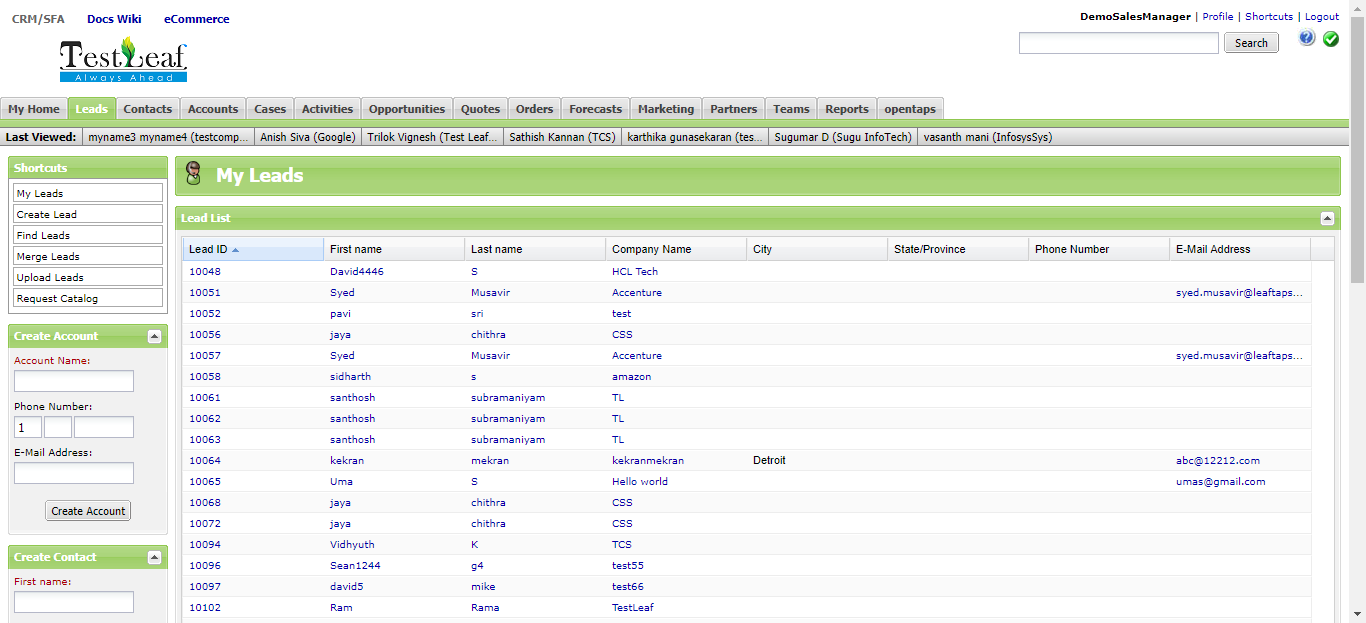 CRM/SFA Docs Wiki eCommerce
DemoSalesManager | Profile | Shortcuts | Logout
TestLeaf
Always Ahead
Search
My Home Leads Contacts Accounts Cases Activities Opportunities Quotes Orders Forecasts Marketing Partners Teams Reports opentaps
Last Viewed: myname3 myname4 (testcomp... Anish Siva (Google) Trilok Vignesh (Test Leaf... Sathish Kannan (TCS) karthika gunasekaran (tes... Sugumar D (Sugu InfoTech) vasanth mani (InfosysSys)
Shortcuts
My Leads
Create Lead
Find Leads
Merge Leads
Upload Leads
Request Catalog
Create Account
Account Name:
Phone Number:
1
E-Mail Address:
Create Account
Create Contact
First name:
My Leads
Lead List
Lead ID First name Last name Company Name City State/Province Phone Number E-Mail Address
10048 David4446 S HCL Tech
10051 Syed Musavir Accenture syed.musavir@leaftaps...
10052 pavi sri test
10056 jaya chithra CSS
10057 Syed Musavir Accenture syed.musavir@leaftaps...
10058 sidharth s amazon
10061 santhosh subramaniyam TL
10062 santhosh subramaniyam TL
10063 santhosh subramaniyam TL
10064 kekran mekran kekranmekran Detroit abc@12212.com
10065 Uma S Hello world umas@gmail.com
10068 jaya chithra CSS
10072 jaya chithra CSS
10094 Vidhyuth K TCS
10096 Sean1244 g4 test55
10097 david5 mike test66
10102 Ram Rama TestLeaf